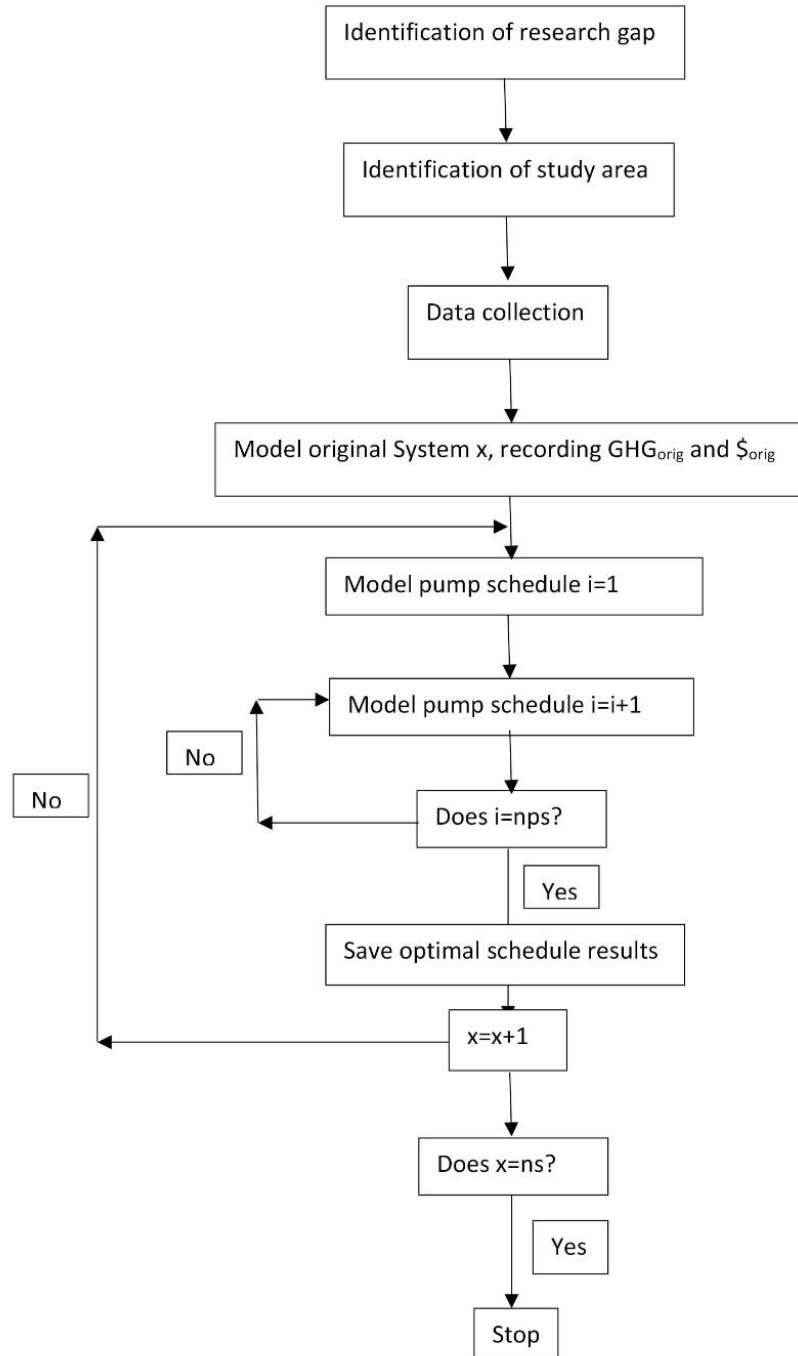 Identification of research gap
Identification of study area
Data collection
Model original System x, recording GHGorig and $orig
Model pump schedule i=1
Model pump schedule i=i+1
No
No
Does i=nps?
Yes
Save optimal schedule results
x=x+1
Does x=ns?
Yes
Stop